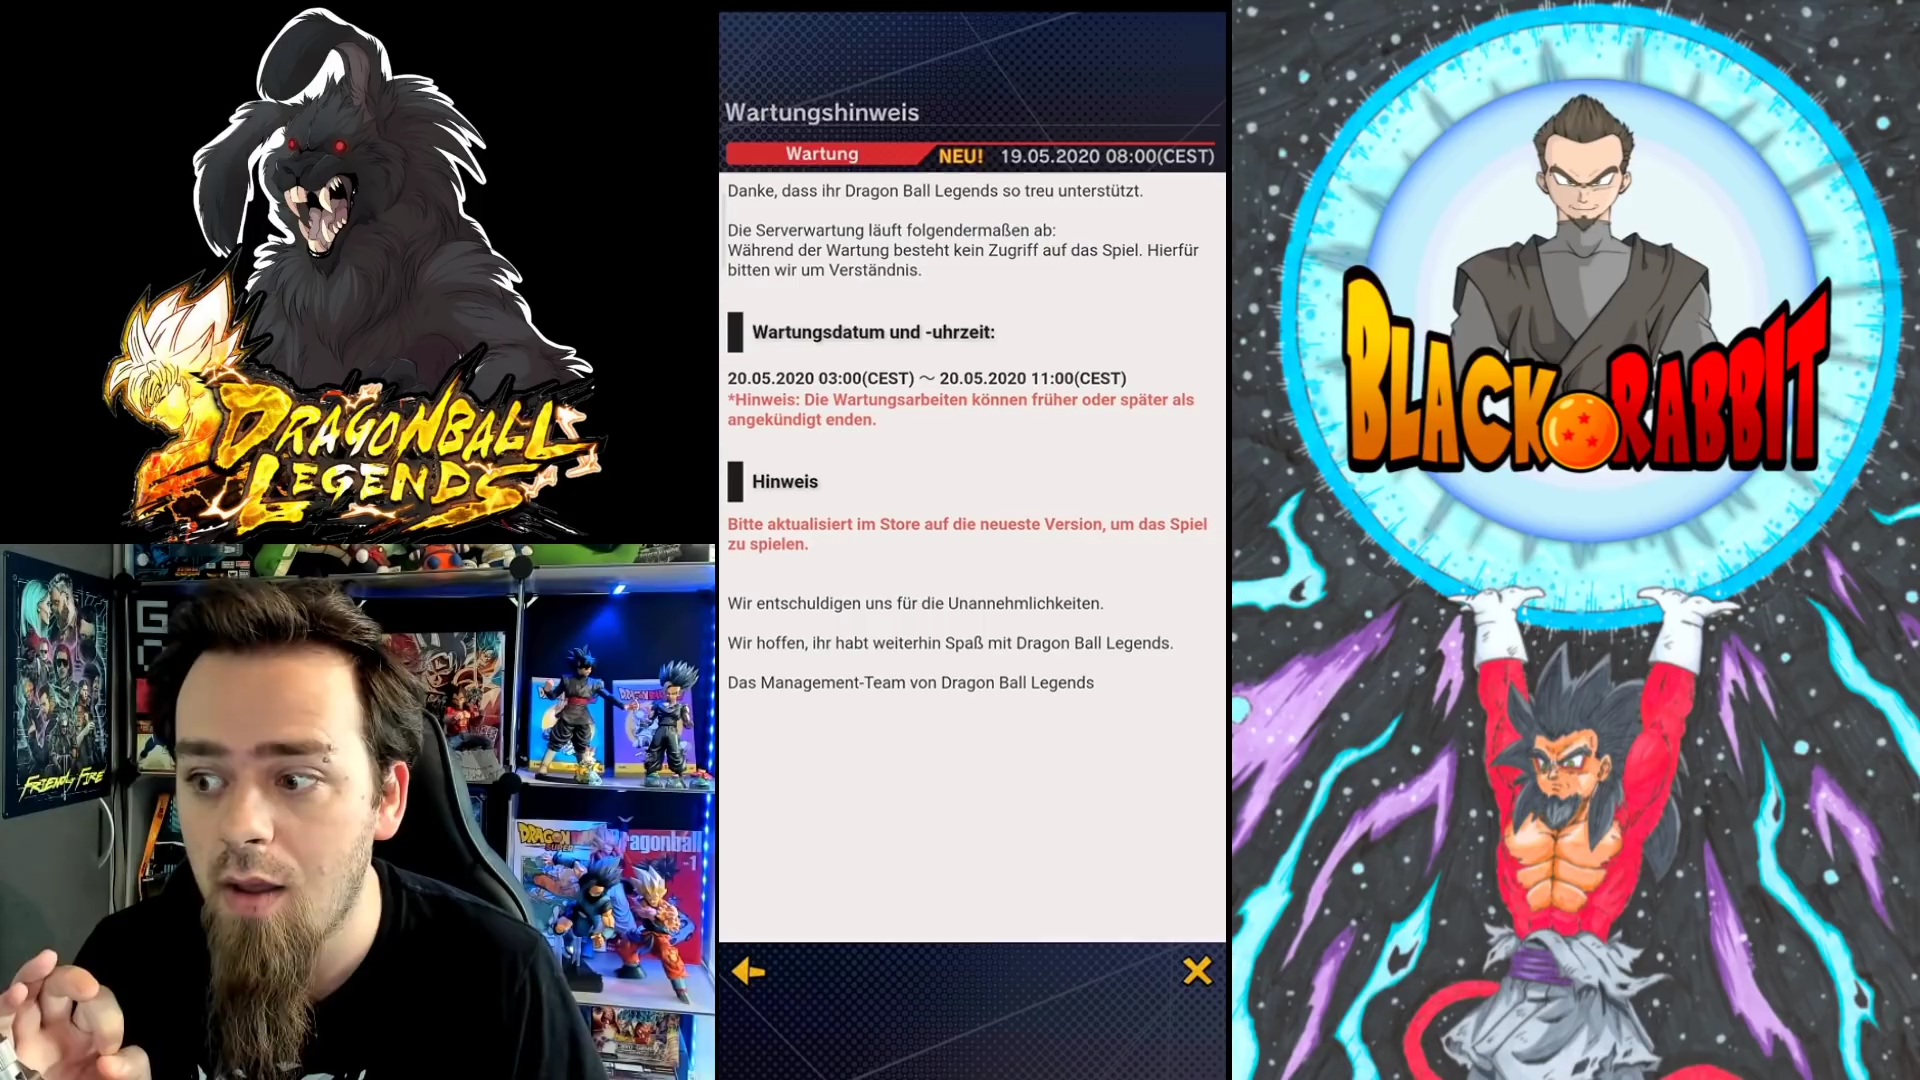 DRAGONBALL
LEGENDS
FRIENDLY FIRE
DRAGON
SUPER
Dragonball
-1
Wartungshinweis
Wartung
NEU! 19.05.2020 08:00(CEST)
Danke, dass ihr Dragon Ball Legends so treu unterstützt.
Die Serverwartung läuft folgendermaßen ab:
Während der Wartung besteht kein Zugriff auf das Spiel. Hierfür
bitten wir um Verständnis.
Wartungsdatum und -uhrzeit:
20.05.2020 03:00(CEST) ～ 20.05.2020 11:00(CEST)
*Hinweis: Die Wartungsarbeiten können früher oder später als
angekündigt enden.
Hinweis
Bitte aktualisiert im Store auf die neueste Version, um das Spiel
zu spielen.
Wir entschuldigen uns für die Unannehmlichkeiten.
Wir hoffen, ihr habt weiterhin Spaß mit Dragon Ball Legends.
Das Management-Team von Dragon Ball Legends
BLACK RABBIT